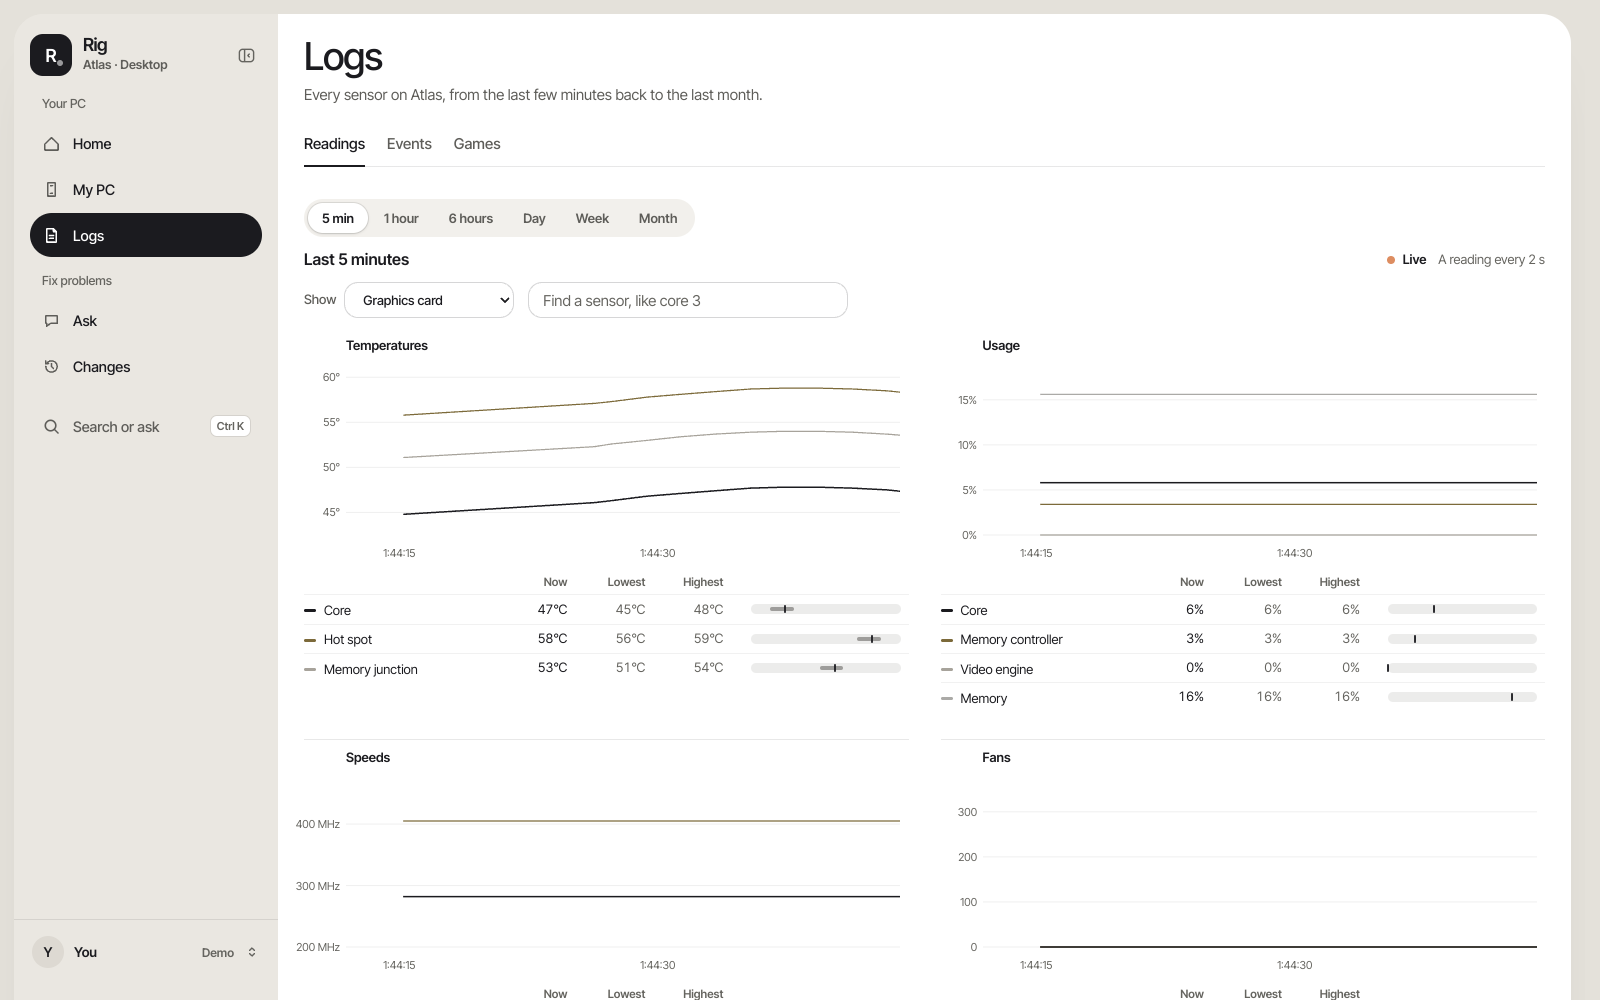 R.
Rig
Atlas · Desktop
Your PC
Home
My PC
Logs
Fix problems
Ask
Changes
Search or ask Ctrl K
Y You Demo
Logs
Every sensor on Atlas, from the last few minutes back to the last month.
Readings Events Games
5 min 1 hour 6 hours Day Week Month
Last 5 minutes
Live A reading every 2 s
Show Graphics card Find a sensor, like core 3
Temperatures
60°
55°
50°
45°
1:44:15 1:44:30
Now Lowest Highest
Core 47°C 45°C 48°C
Hot spot 58°C 56°C 59°C
Memory junction 53°C 51°C 54°C
Usage
15%
10%
5%
0%
1:44:15 1:44:30
Now Lowest Highest
Core 6% 6% 6%
Memory controller 3% 3% 3%
Video engine 0% 0% 0%
Memory 16% 16% 16%
Speeds
400 MHz
300 MHz
200 MHz
1:44:15 1:44:30
Now Lowest Highest
Fans
300
200
100
0
1:44:15 1:44:30
Now Lowest Highest